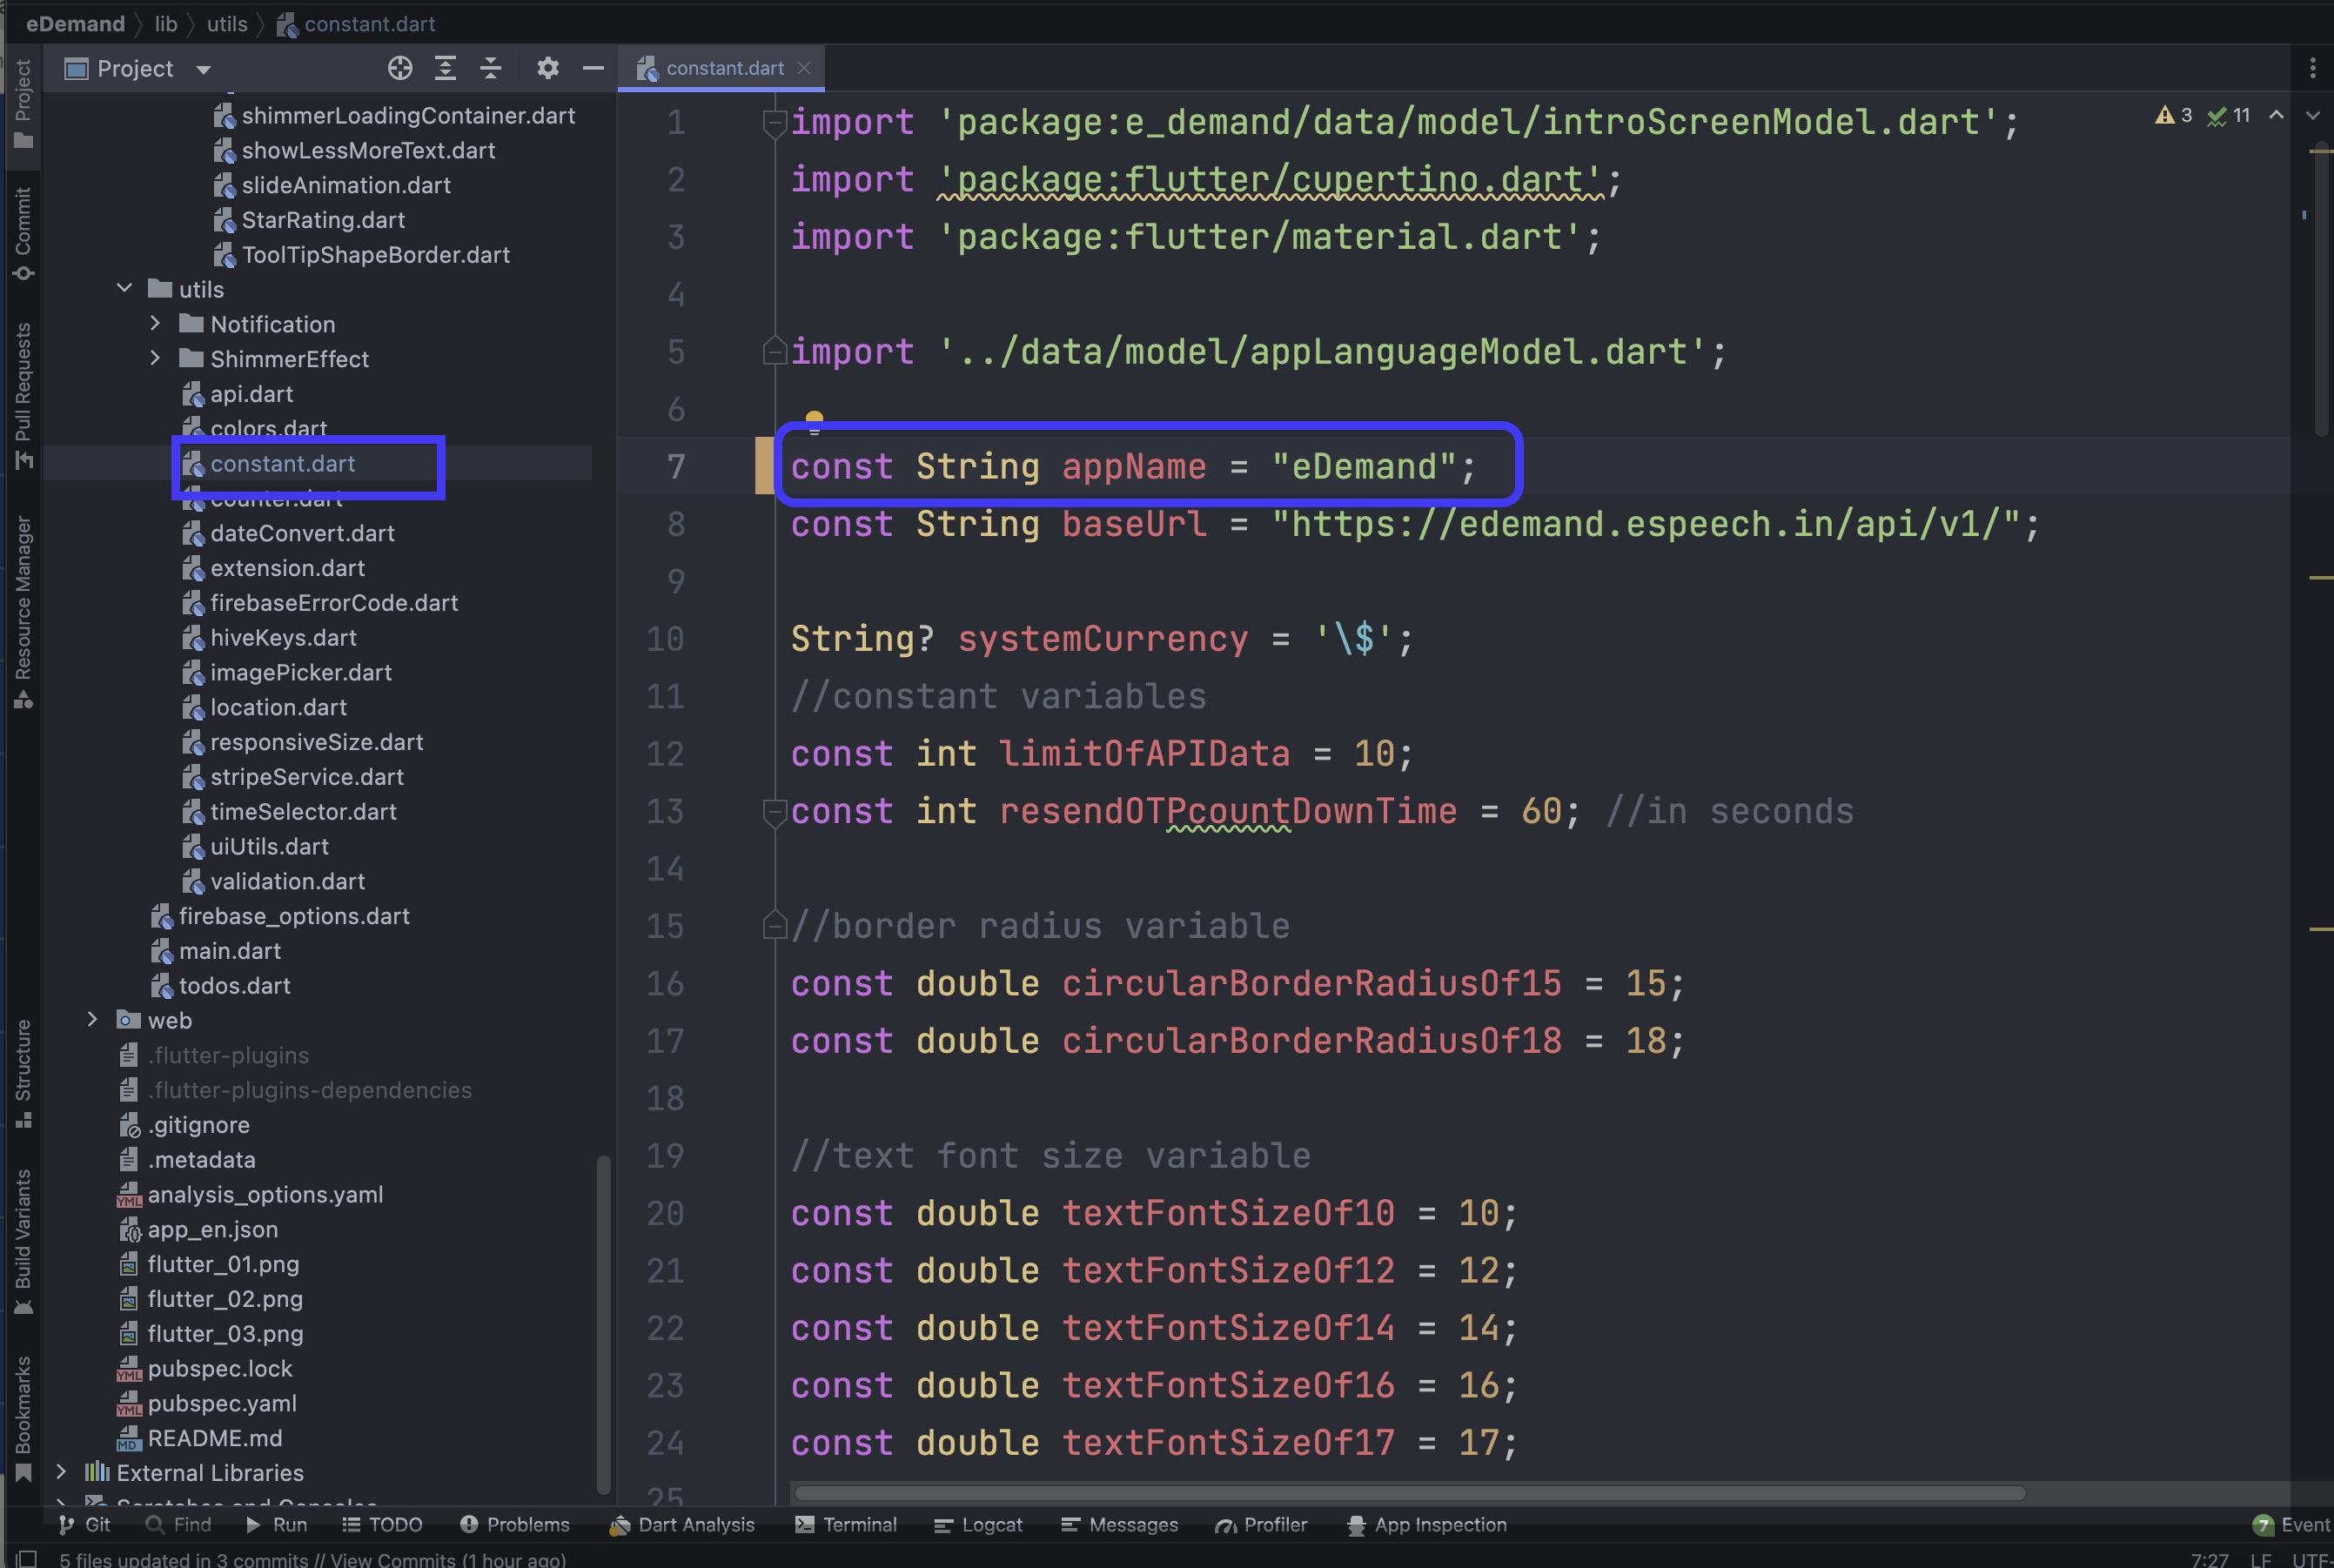 eDemand lib utils constant.dart
Project
constant.dart
shimmerLoadingContainer.dart
showLessMoreText.dart
slideAnimation.dart
StarRating.dart
ToolTipShapeBorder.dart
utils
Notification
ShimmerEffect
api.dart
colors.dart
constant.dart
counter.dart
dateConvert.dart
extension.dart
firebaseErrorCode.dart
hiveKeys.dart
imagePicker.dart
location.dart
responsiveSize.dart
stripeService.dart
timeSelector.dart
uiUtils.dart
validation.dart
firebase_options.dart
main.dart
todos.dart
web
.flutter-plugins
.flutter-plugins-dependencies
.gitignore
.metadata
analysis_options.yaml
app_en.json
flutter_01.png
flutter_02.png
flutter_03.png
pubspec.lock
pubspec.yaml
README.md
External Libraries
Scratches and Consoles
Project
Commit
Pull Requests
Resource Manager
Structure
Build Variants
Bookmarks
3 11
1 import 'package:e_demand/data/model/introScreenModel.dart';
2 import 'package:flutter/cupertino.dart';
3 import 'package:flutter/material.dart';
4
5 import '../data/model/appLanguageModel.dart';
6
7 const String appName = "eDemand";
8 const String baseUrl = "https://edemand.espeech.in/api/v1/";
9
10 String? systemCurrency = '\$';
11 //constant variables
12 const int limitOfAPIData = 10;
13 const int resendOTPcountDownTime = 60; //in seconds
14
15 //border radius variable
16 const double circularBorderRadiusOf15 = 15;
17 const double circularBorderRadiusOf18 = 18;
18
19 //text font size variable
20 const double textFontSizeOf10 = 10;
21 const double textFontSizeOf12 = 12;
22 const double textFontSizeOf14 = 14;
23 const double textFontSizeOf16 = 16;
24 const double textFontSizeOf17 = 17;
25
Git Find Run TODO Problems Dart Analysis Terminal Logcat Messages Profiler App Inspection 7 Event
5 files updated in 3 commits // View Commits (1 hour ago) 7:27 LF UTF-